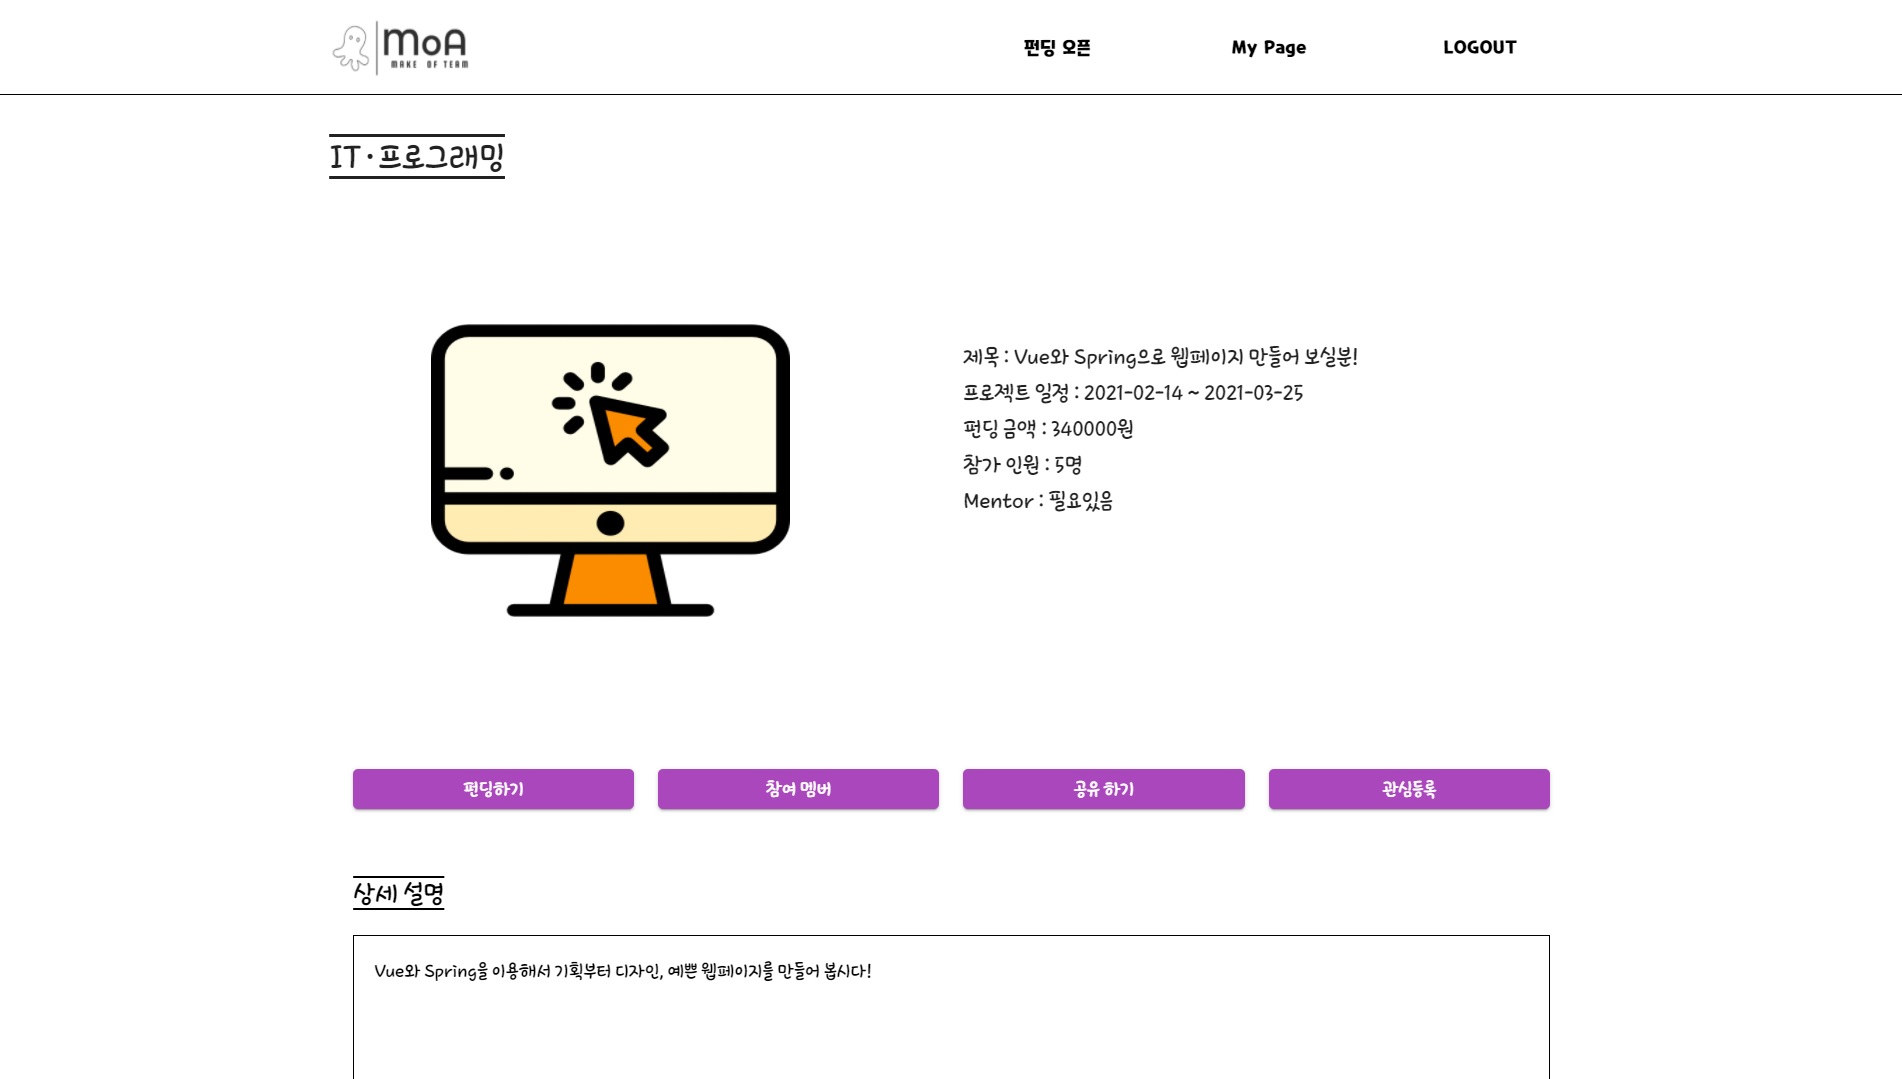 MoA
MAKE OF TEAM
펀딩 오픈
My Page
LOGOUT
IT · 프로그래밍
제목 : Vue와 Spring으로 웹페이지 만들어 보실분!
프로젝트 일정 : 2021-02-14 ~ 2021-03-25
펀딩 금액 : 340000원
참가 인원 : 5명
Mentor : 필요있음
펀딩하기
참여 멤버
공유 하기
관심등록
상세 설명
Vue와 Spring을 이용해서 기획부터 디자인, 예쁜 웹페이지를 만들어 봅시다!